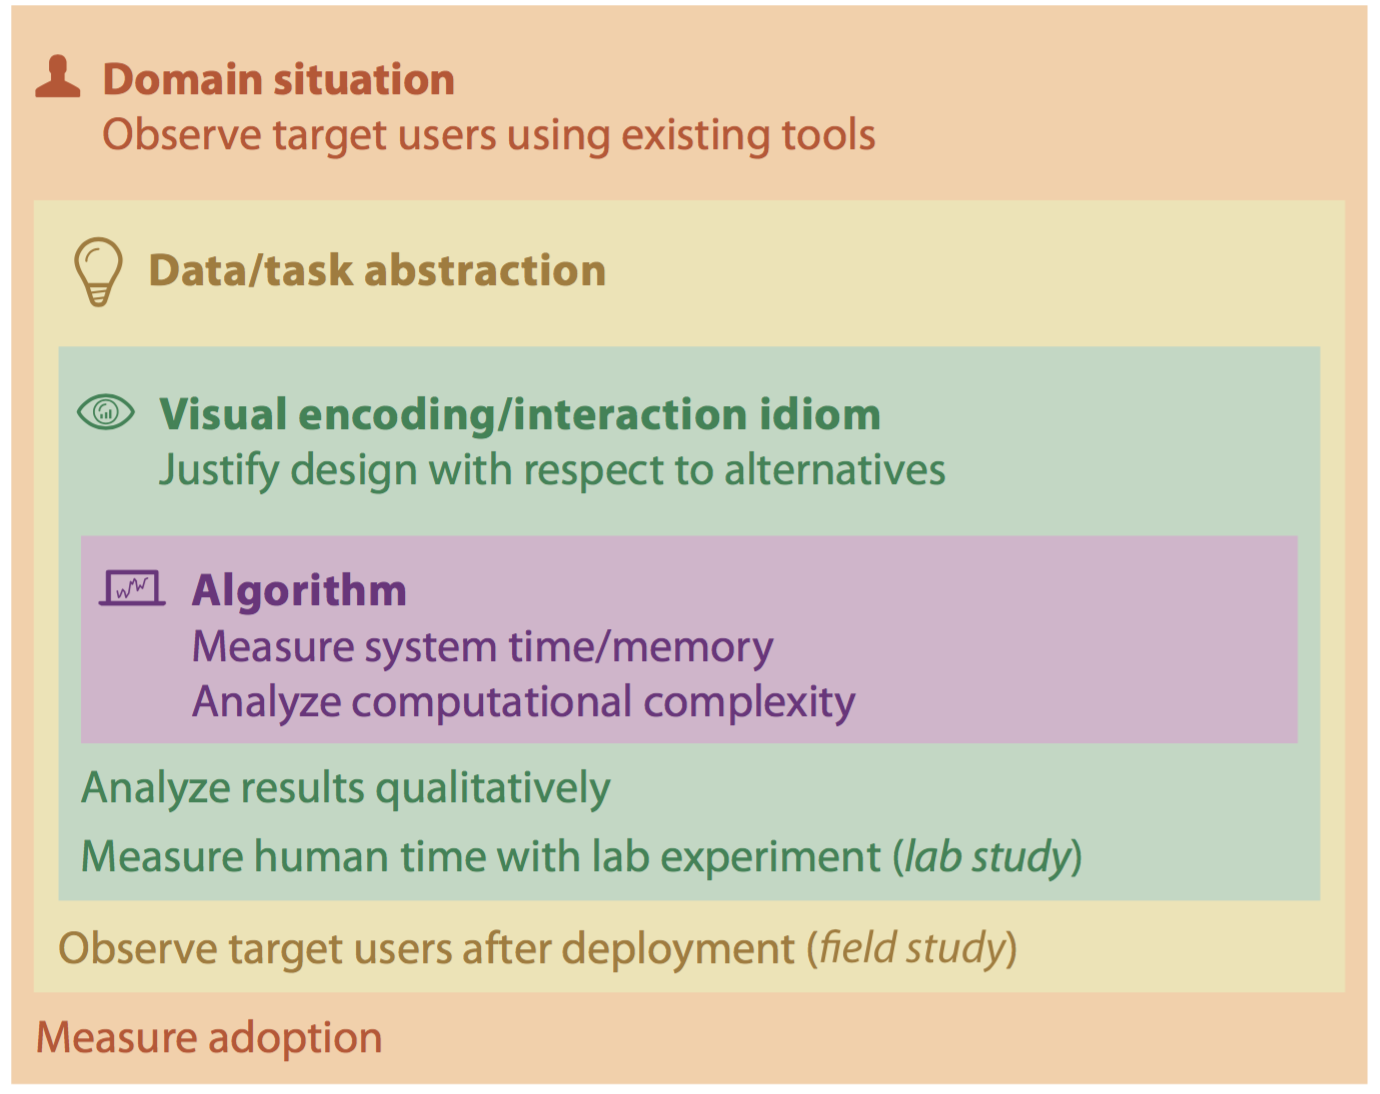 Domain situation
Observe target users using existing tools
Data/task abstraction
Visual encoding/interaction idiom
Justify design with respect to alternatives
Algorithm
Measure system time/memory
Analyze computational complexity
Analyze results qualitatively
Measure human time with lab experiment (lab study)
Observe target users after deployment (field study)
Measure adoption